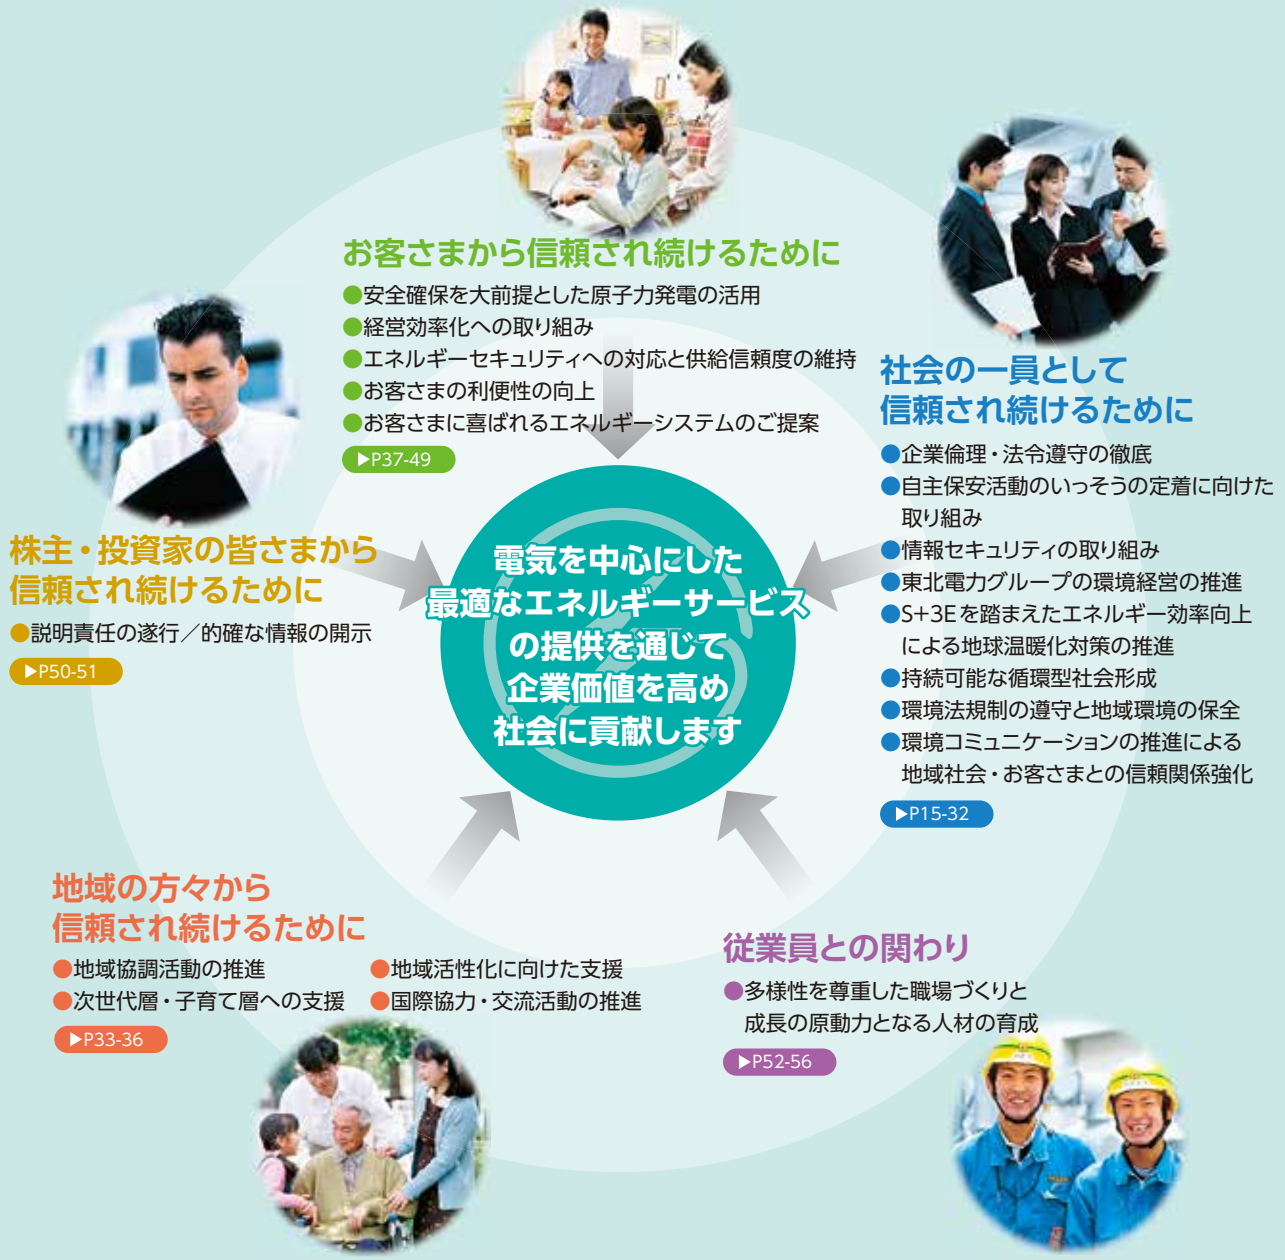 お客さまから信頼され続けるために
●安全確保を大前提とした原子力発電の活用
●経営効率化への取り組み
●エネルギーセキュリティへの対応と供給信頼度の維持
●お客さまの利便性の向上
●お客さまに喜ばれるエネルギーシステムのご提案
▶P37-49
社会の一員として
信頼され続けるために
●企業倫理・法令遵守の徹底
●自主保安活動のいっそうの定着に向けた
取り組み
●情報セキュリティの取り組み
●東北電力グループの環境経営の推進
●S+3Eを踏まえたエネルギー効率向上
による地球温暖化対策の推進
●持続可能な循環型社会形成
●環境法規制の遵守と地域環境の保全
●環境コミュニケーションの推進による
地域社会・お客さまとの信頼関係強化
▶P15-32
株主・投資家の皆さまから
信頼され続けるために
●説明責任の遂行／的確な情報の開示
▶P50-51
電気を中心にした
最適なエネルギーサービス
の提供を通じて
企業価値を高め
社会に貢献します
地域の方々から
信頼され続けるために
●地域協調活動の推進
●地域活性化に向けた支援
●次世代層・子育て層への支援
●国際協力・交流活動の推進
▶P33-36
従業員との関わり
●多様性を尊重した職場づくりと
成長の原動力となる人材の育成
▶P52-56